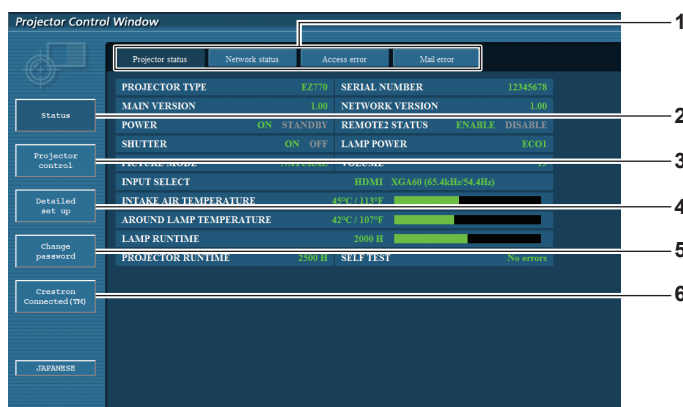 Projector Control Window
1
Projector status Network status Access error Mail error
PROJECTOR TYPE EZ770 SERIAL NUMBER 12345678
MAIN VERSION 1.00 NETWORK VERSION 1.00
Status
2
POWER ON STANDBY REMOTE2 STATUS ENABLE DISABLE
SHUTTER ON OFF LAMP POWER ECO1
Projector
control
3
PICTURE MODE NATURAL VOLUME
INPUT SELECT HDMI XGA60 (65.4kHz/54.4Hz)
INTAKE AIR TEMPERATURE 45°C / 113°F
Detailed
set up
4
AROUND LAMP TEMPERATURE 42°C / 107°F
LAMP RUNTIME 2000 H
Change
password
5
PROJECTOR RUNTIME 2500 H SELF TEST No errors
Crestron
Connected(TM)
6
JAPANESE